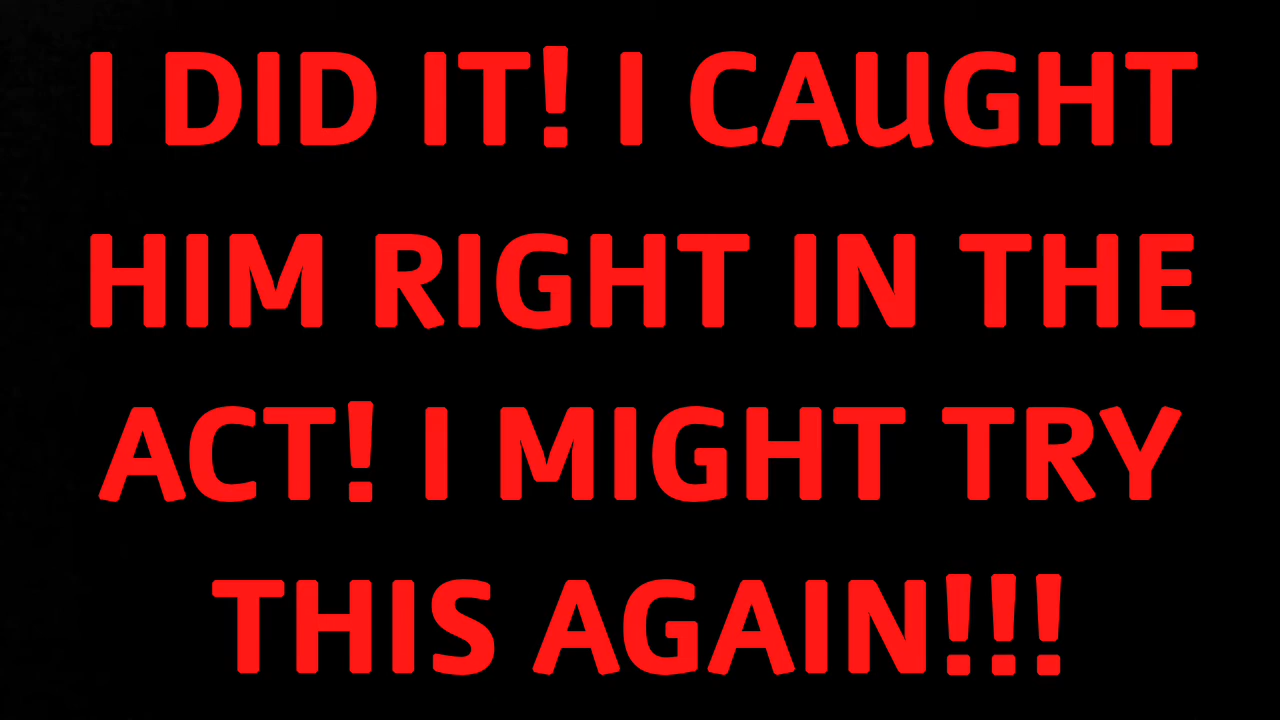 I DID IT! I CAUGHT
HIM RIGHT IN THE
ACT! I MIGHT TRY
THIS AGAIN!!!